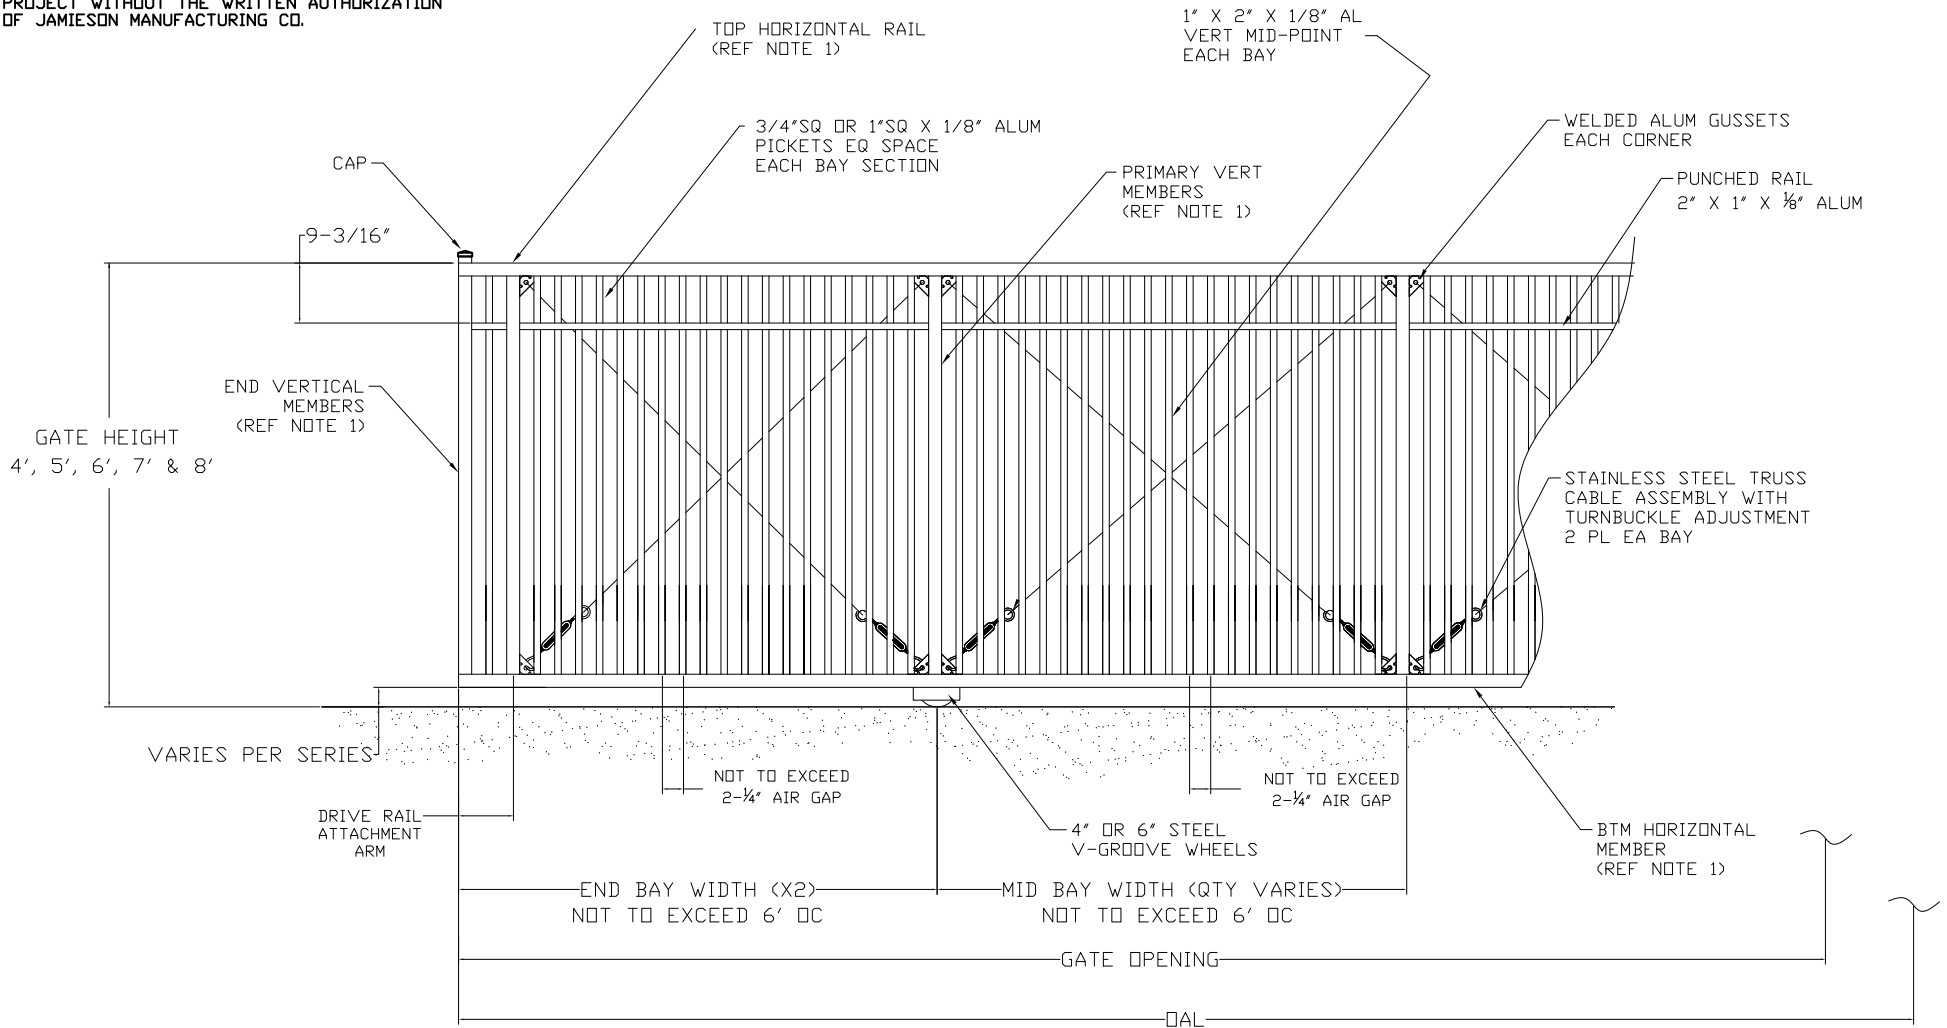 PROJECT WITHOUT THE WRITTEN AUTHORIZATION
OF JAMIESON MANUFACTURING CO.
TOP HORIZONTAL RAIL
(REF NOTE 1)
1" X 2" X 1/8" AL
VERT MID-POINT
EACH BAY
3/4"SQ OR 1"SQ X 1/8" ALUM
PICKETS EQ SPACE
EACH BAY SECTION
WELDED ALUM GUSSETS
EACH CORNER
CAP
PRIMARY VERT
MEMBERS
(REF NOTE 1)
PUNCHED RAIL
2" X 1" X ⅛" ALUM
9-3/16"
END VERTICAL
MEMBERS
(REF NOTE 1)
GATE HEIGHT
4', 5', 6', 7' & 8'
STAINLESS STEEL TRUSS
CABLE ASSEMBLY WITH
TURNBUCKLE ADJUSTMENT
2 PL EA BAY
VARIES PER SERIES
NOT TO EXCEED
2-¼" AIR GAP
NOT TO EXCEED
2-¼" AIR GAP
DRIVE RAIL
ATTACHMENT
ARM
4" OR 6" STEEL
V-GROOVE WHEELS
BTM HORIZONTAL
MEMBER
(REF NOTE 1)
END BAY WIDTH (X2)
NOT TO EXCEED 6' OC
MID BAY WIDTH (QTY VARIES)
NOT TO EXCEED 6' OC
GATE OPENING
OAL